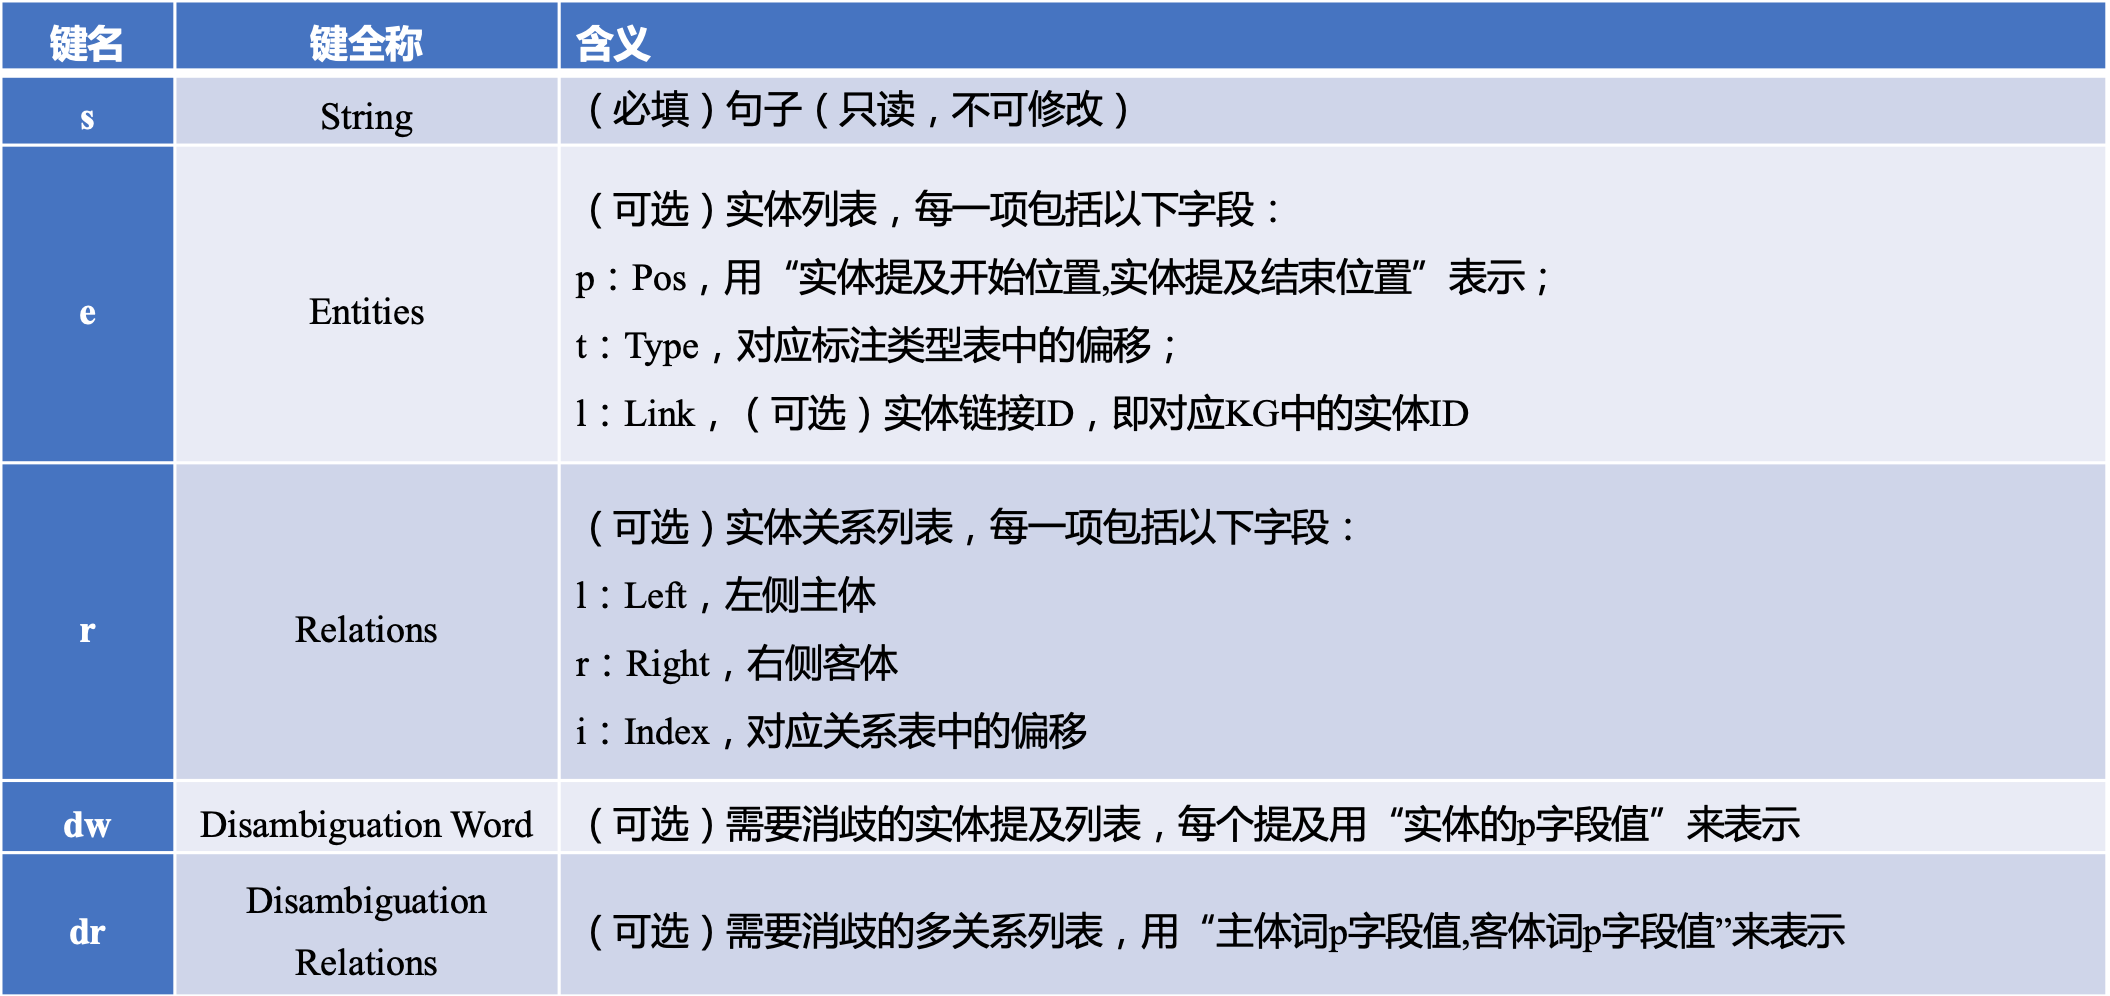 键名 键全称 含义
s String （必填）句子（只读，不可修改）
（可选）实体列表，每一项包括以下字段：
p：Pos，用“实体提及开始位置,实体提及结束位置”表示；
e Entities
t：Type，对应标注类型表中的偏移；
l：Link，（可选）实体链接ID，即对应KG中的实体ID
（可选）实体关系列表，每一项包括以下字段：
l：Left，左侧主体
r Relations
r：Right，右侧客体
i：Index，对应关系表中的偏移
dw Disambiguation Word （可选）需要消歧的实体提及列表，每个提及用“实体的p字段值”来表示
dr Disambiguation
Relations
（可选）需要消歧的多关系列表，用“主体词p字段值,客体词p字段值”来表示